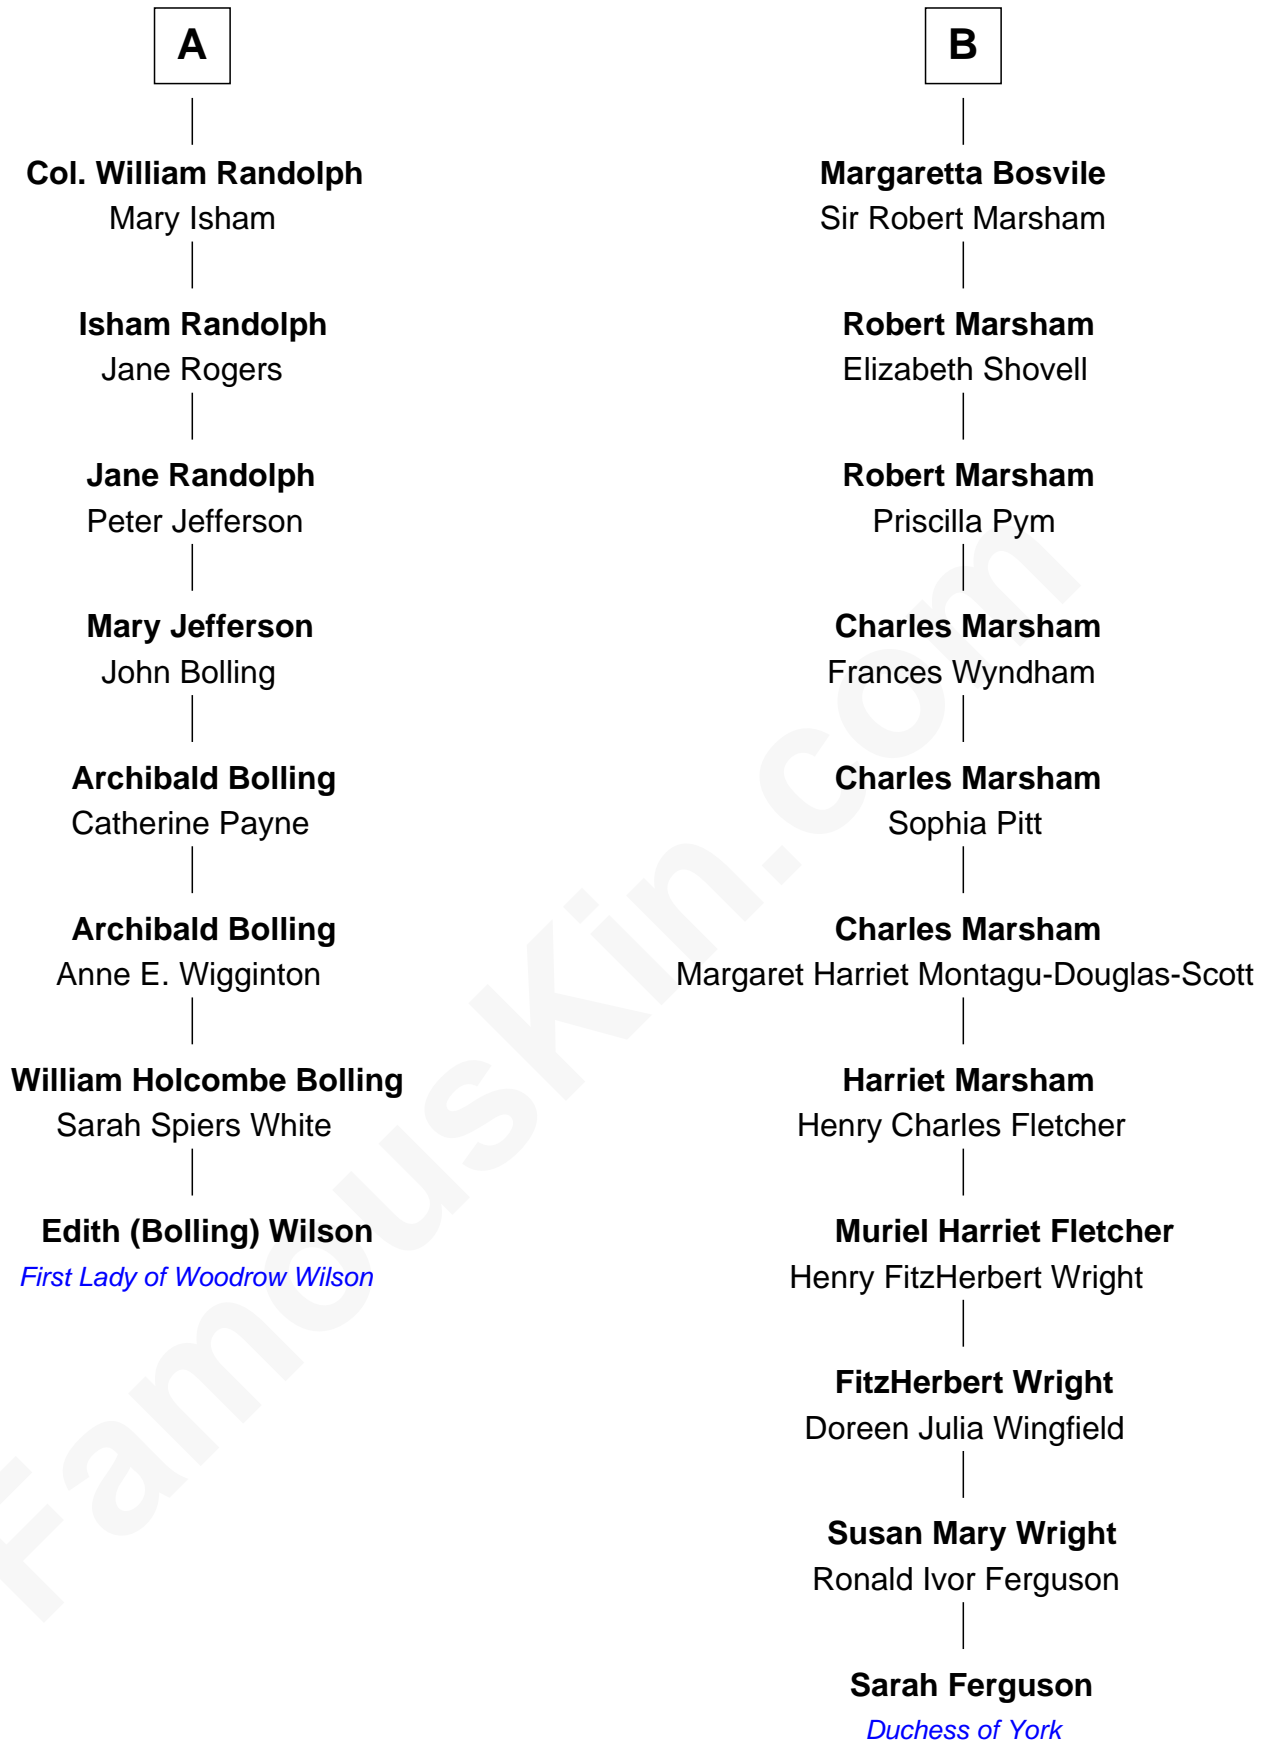 A
Col. William Randolph
Mary Isham
Isham Randolph
Jane Rogers
Jane Randolph
Peter Jefferson
Mary Jefferson
John Bolling
Archibald Bolling
Catherine Payne
Archibald Bolling
Anne E. Wigginton
William Holcombe Bolling
Sarah Spiers White
Edith (Bolling) Wilson
First Lady of Woodrow Wilson
B
Margaretta Bosvile
Sir Robert Marsham
Robert Marsham
Elizabeth Shovell
Robert Marsham
Priscilla Pym
Charles Marsham
Frances Wyndham
Charles Marsham
Sophia Pitt
Charles Marsham
Margaret Harriet Montagu-Douglas-Scott
Harriet Marsham
Henry Charles Fletcher
Muriel Harriet Fletcher
Henry FitzHerbert Wright
FitzHerbert Wright
Doreen Julia Wingfield
Susan Mary Wright
Ronald Ivor Ferguson
Sarah Ferguson
Duchess of York
FamousKin.com